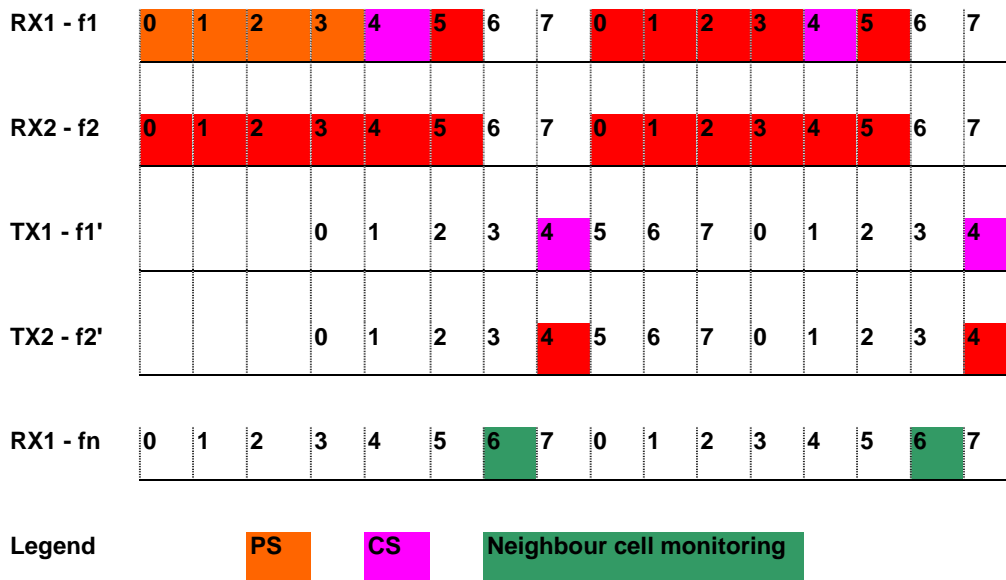 RX1 - f1 0 1 2 3 4 5 6 7 0 1 2 3 4 5 6 7
RX2 - f2 0 1 2 3 4 5 6 7 0 1 2 3 4 5 6 7
TX1 - f1' 0 1 2 3 4 5 6 7 0 1 2 3 4
TX2 - f2' 0 1 2 3 4 5 6 7 0 1 2 3 4
RX1 - fn 0 1 2 3 4 5 6 7 0 1 2 3 4 5 6 7
Legend PS CS Neighbour cell monitoring